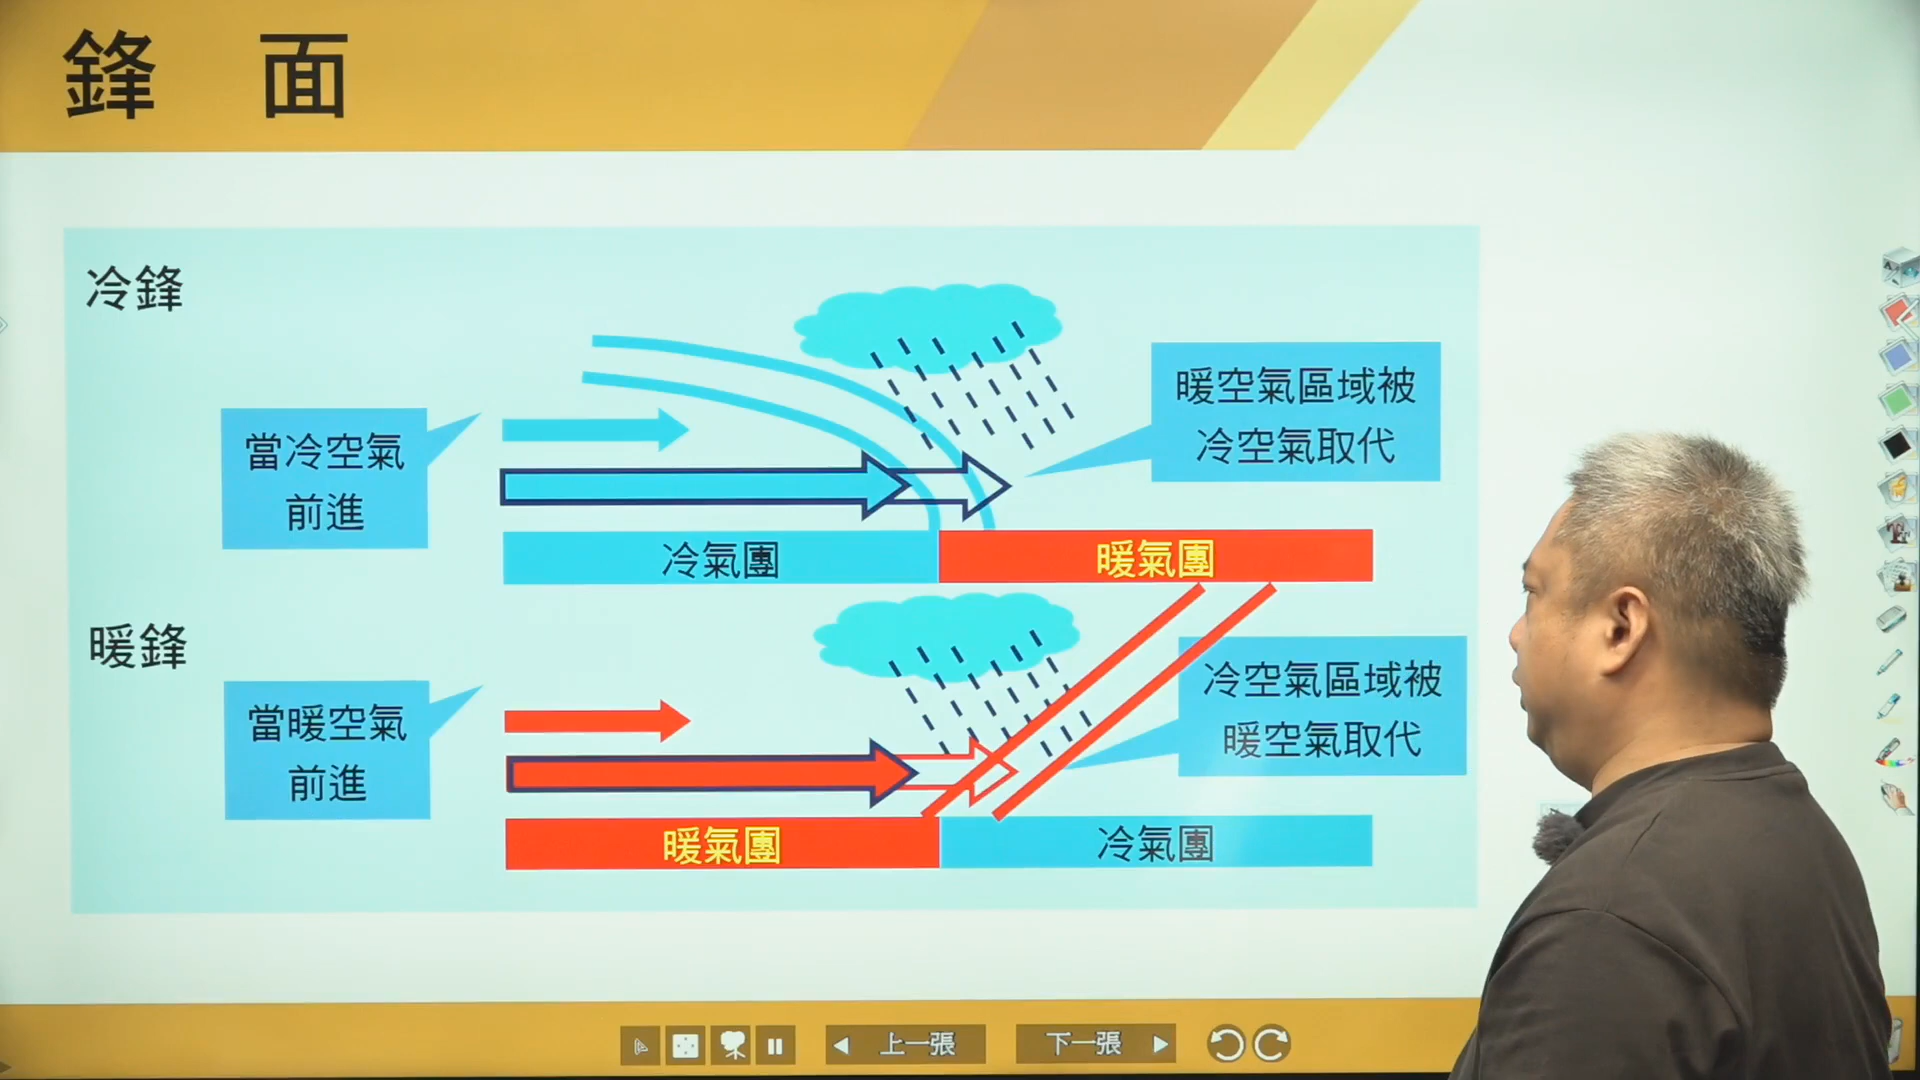 鋒 面
冷鋒
當冷空氣
前進
暖空氣區域被
冷空氣取代
冷氣團
暖氣團
暖鋒
當暖空氣
前進
冷空氣區域被
暖空氣取代
暖氣團
冷氣團
上一張
下一張